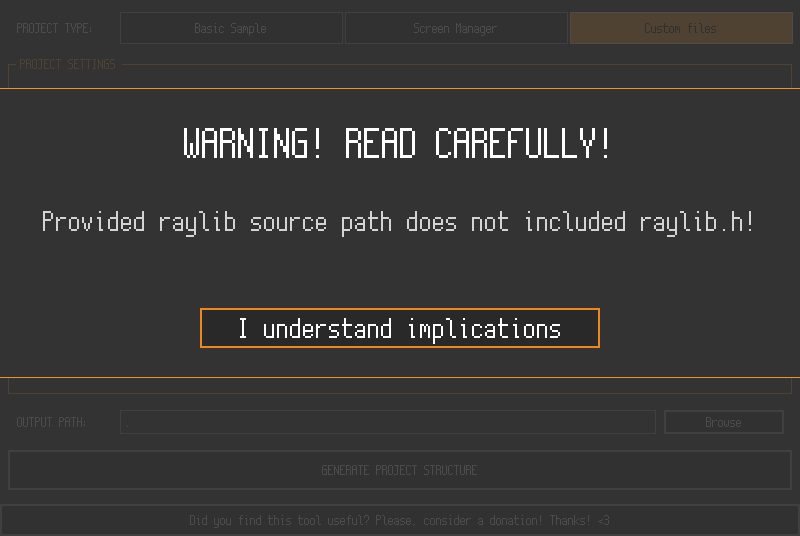 PROJECT TYPE: Basic Sample Screen Manager Custom files
PROJECT SETTINGS
WARNING! READ CAREFULLY!
Provided raylib source path does not included raylib.h!
I understand implications
OUTPUT PATH: . Browse
GENERATE PROJECT STRUCTURE
Did you find this tool useful? Please, consider a donation! Thanks! <3